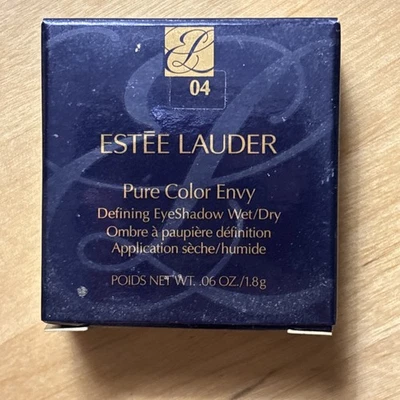 EL
04
ESTĒE LAUDER
Pure Color Envy
Defining EyeShadow Wet/Dry
Ombre à paupière définition
Application sèche/humide
POIDS NET WT. .06 OZ./1.8g